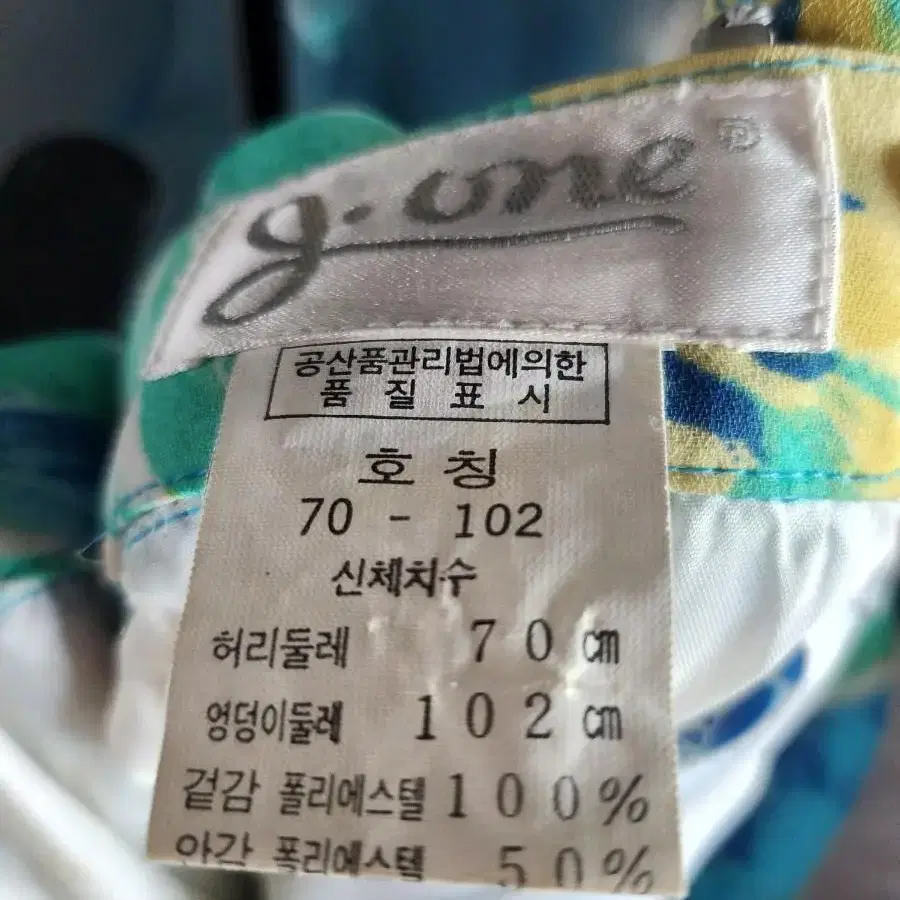 g. one ®
공산품관리법에의한
품 질 표 시
호 칭
70 - 102
신체치수
허리둘레 70 ㎝
엉덩이둘레 102 ㎝
겉감 폴리에스텔 100%
안감 폴리에스텔 50%